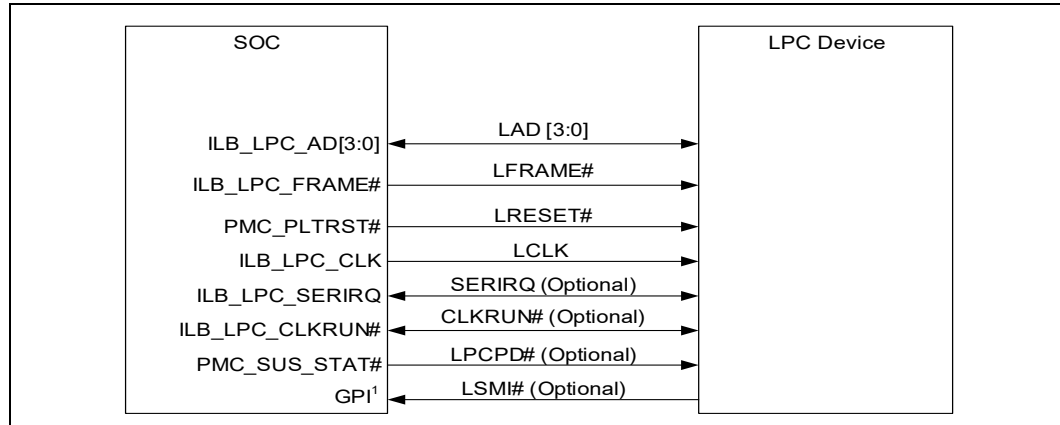 SOC LPC Device
ILB_LPC_AD[3:0] LAD [3:0]
ILB_LPC_FRAME# LFRAME#
PMC_PLTRST# LRESET#
ILB_LPC_CLK LCLK
ILB_LPC_SERIRQ SERIRQ (Optional)
ILB_LPC_CLKRUN# CLKRUN# (Optional)
PMC_SUS_STAT# LPCPD# (Optional)
GPI¹ LSMI# (Optional)